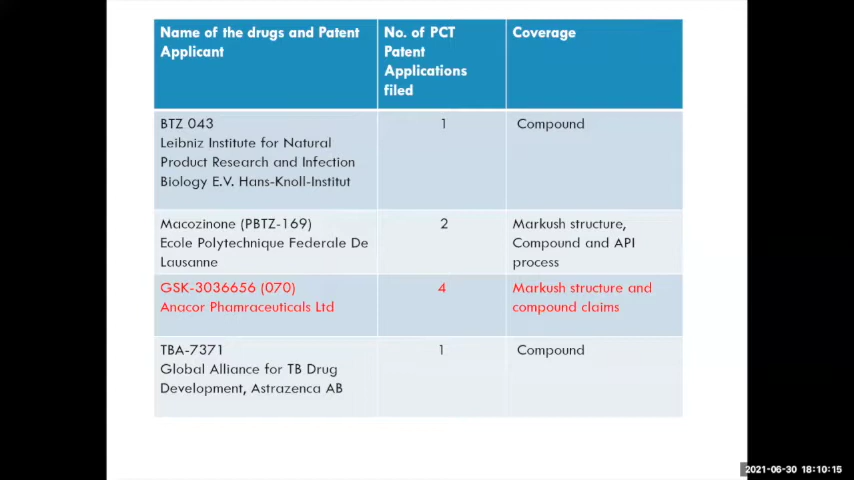 Name of the drugs and Patent
Applicant
No. of PCT
Patent
Applications
filed
Coverage
BTZ 043
Leibniz Institute for Natural
Product Research and Infection
Biology E.V. Hans-Knoll-Institut
1
Compound
Macozinone (PBTZ-169)
Ecole Polytechnique Federale De
Lausanne
2
Markush structure,
Compound and API
process
GSK-3036656 (070)
Anacor Phamraceuticals Ltd
4
Markush structure and
compound claims
TBA-7371
Global Alliance for TB Drug
Development, Astrazenca AB
1
Compound
2021-06-30 18:10:15